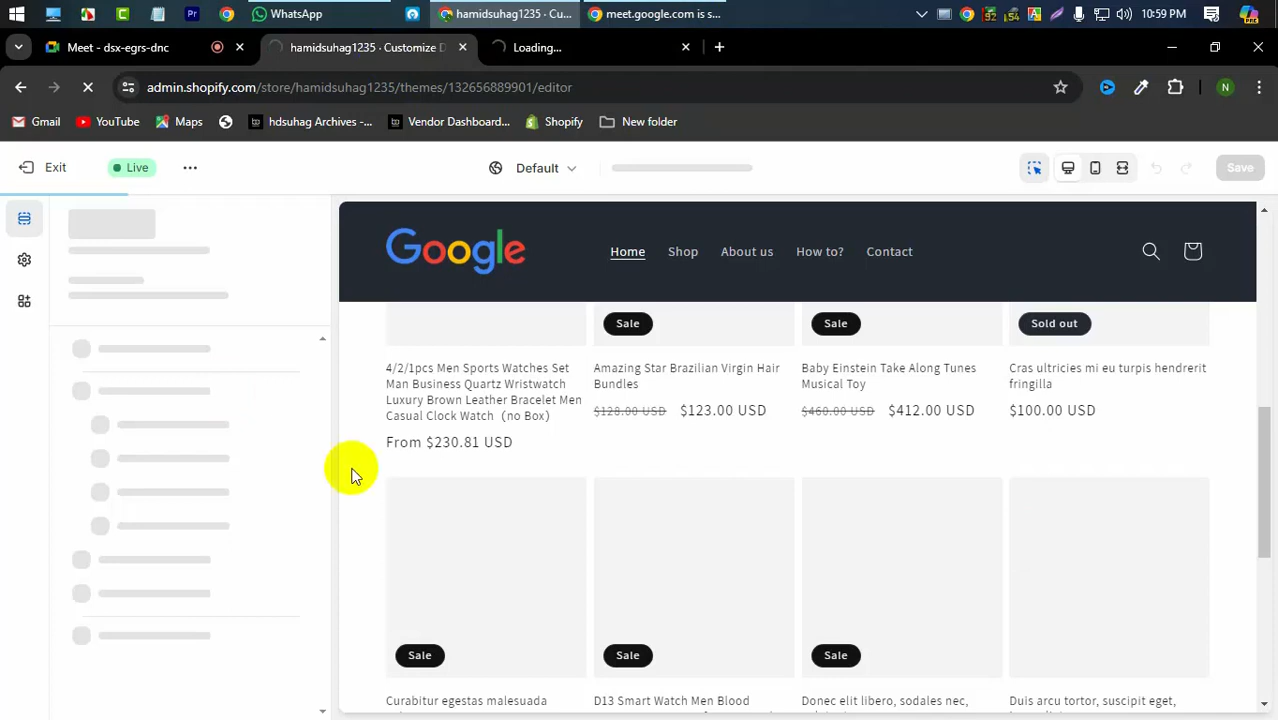 WhatsApp
hamidsuhag1235 · Cu...
meet.google.com is s...
92
54
10:59 PM
Meet - dsx-egrs-dnc
hamidsuhag1235 · Customize D
Loading...
admin.shopify.com/store/hamidsuhag1235/themes/132656889901/editor
N
Gmail
YouTube
Maps
hdsuhag Archives -...
Vendor Dashboard...
Shopify
New folder
Exit
Live
Default
Save
Google
Home
Shop
About us
How to?
Contact
Sale
Sale
Sold out
4/2/1pcs Men Sports Watches Set
Man Business Quartz Wristwatch
Luxury Brown Leather Bracelet Men
Casual Clock Watch（no Box）
From $230.81 USD
Amazing Star Brazilian Virgin Hair
Bundles
$128.00 USD $123.00 USD
Baby Einstein Take Along Tunes
Musical Toy
$460.00 USD $412.00 USD
Cras ultricies mi eu turpis hendrerit
fringilla
$100.00 USD
Sale
Sale
Sale
Curabitur egestas malesuada
D13 Smart Watch Men Blood
Donec elit libero, sodales nec,
Duis arcu tortor, suscipit eget,